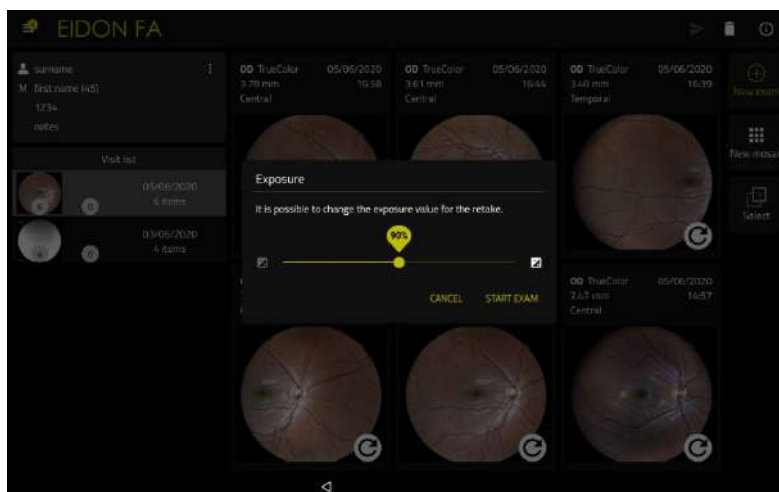 EIDON FA
surname
M first name (45)
1234
notes
Visit list
05/06/2020
6 items
6
0
03/06/2020
4 items
4
0
OD TrueColor 05/06/2020
3.78 mm 16:58
Central
OD TrueColor 05/06/2020
3.61 mm 16:44
Central
OD TrueColor 05/06/2020
3.40 mm 16:39
Temporal
New exam
New mosaic
Select
Exposure
It is possible to change the exposure value for the retake.
90%
CANCEL START EXAM
OD TrueColor 05/06/2020
14:57
Central